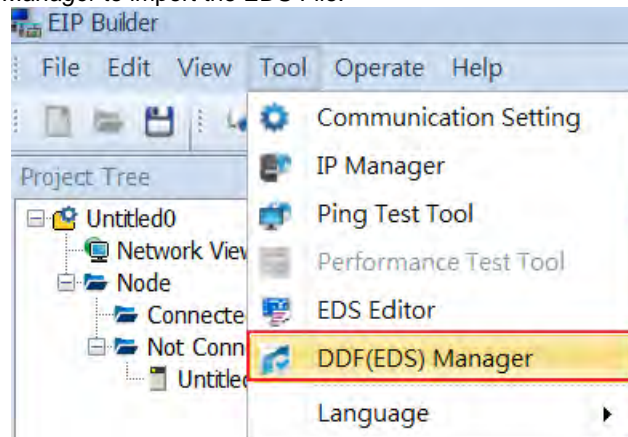 manager to import the EDS File.
EIP Builder
File Edit View Tool Operate Help
Communication Setting
IP Manager
Project Tree
Untitled0
Ping Test Tool
Network View
Performance Test Tool
Node
EDS Editor
Connecte
Not Conn
DDF(EDS) Manager
Untitled
Language